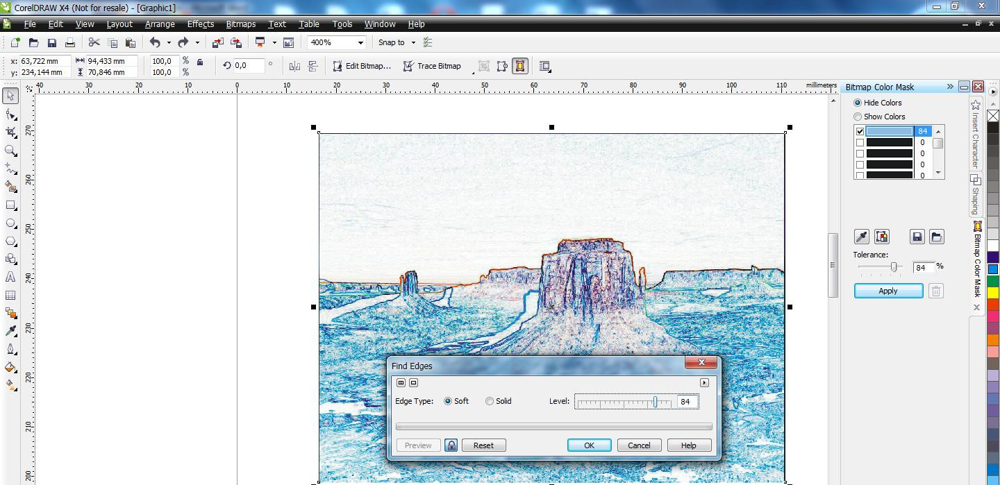 CorelDRAW X4 (Not for resale) - [Graphic1]
File Edit View Layout Arrange Effects Bitmaps Text Table Tools Window Help
400% Snap to
x: 63,722 mm 94,433 mm 100,0 %
y: 234,144 mm 70,846 mm 100,0 %
0,0 °
Edit Bitmap... Trace Bitmap
40 30 20 10 0 10 20 30 40 50 60 70 80 90 100 110 millimeters
270
260
250
240
230
220
210
200
Bitmap Color Mask
Hide Colors
Show Colors
84
0
0
0
0
Tolerance:
84 %
Apply
Insert Character
Shaping
Bitmap Color Mask
Find Edges
Edge Type: Soft Solid Level: 84
Preview Reset OK Cancel Help